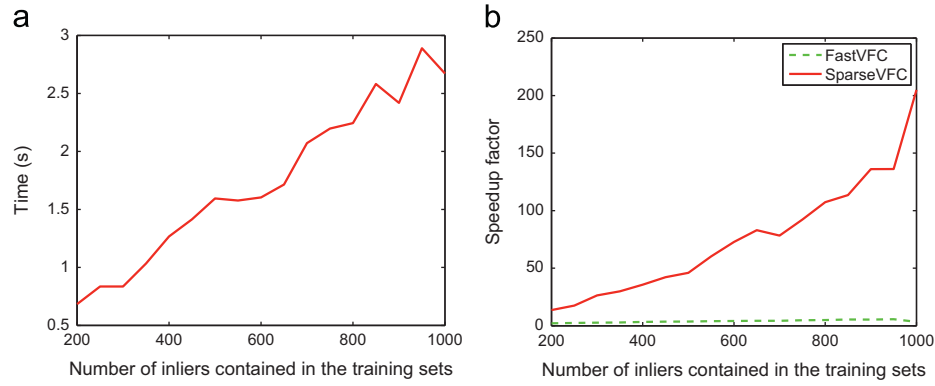 a
3
2.5
2
1.5
1
0.5
Time (s)
200
400
600
800
1000
Number of inliers contained in the training sets
b
250
200
150
100
50
0
Speedup factor
FastVFC
SparseVFC
200
400
600
800
1000
Number of inliers contained in the training sets